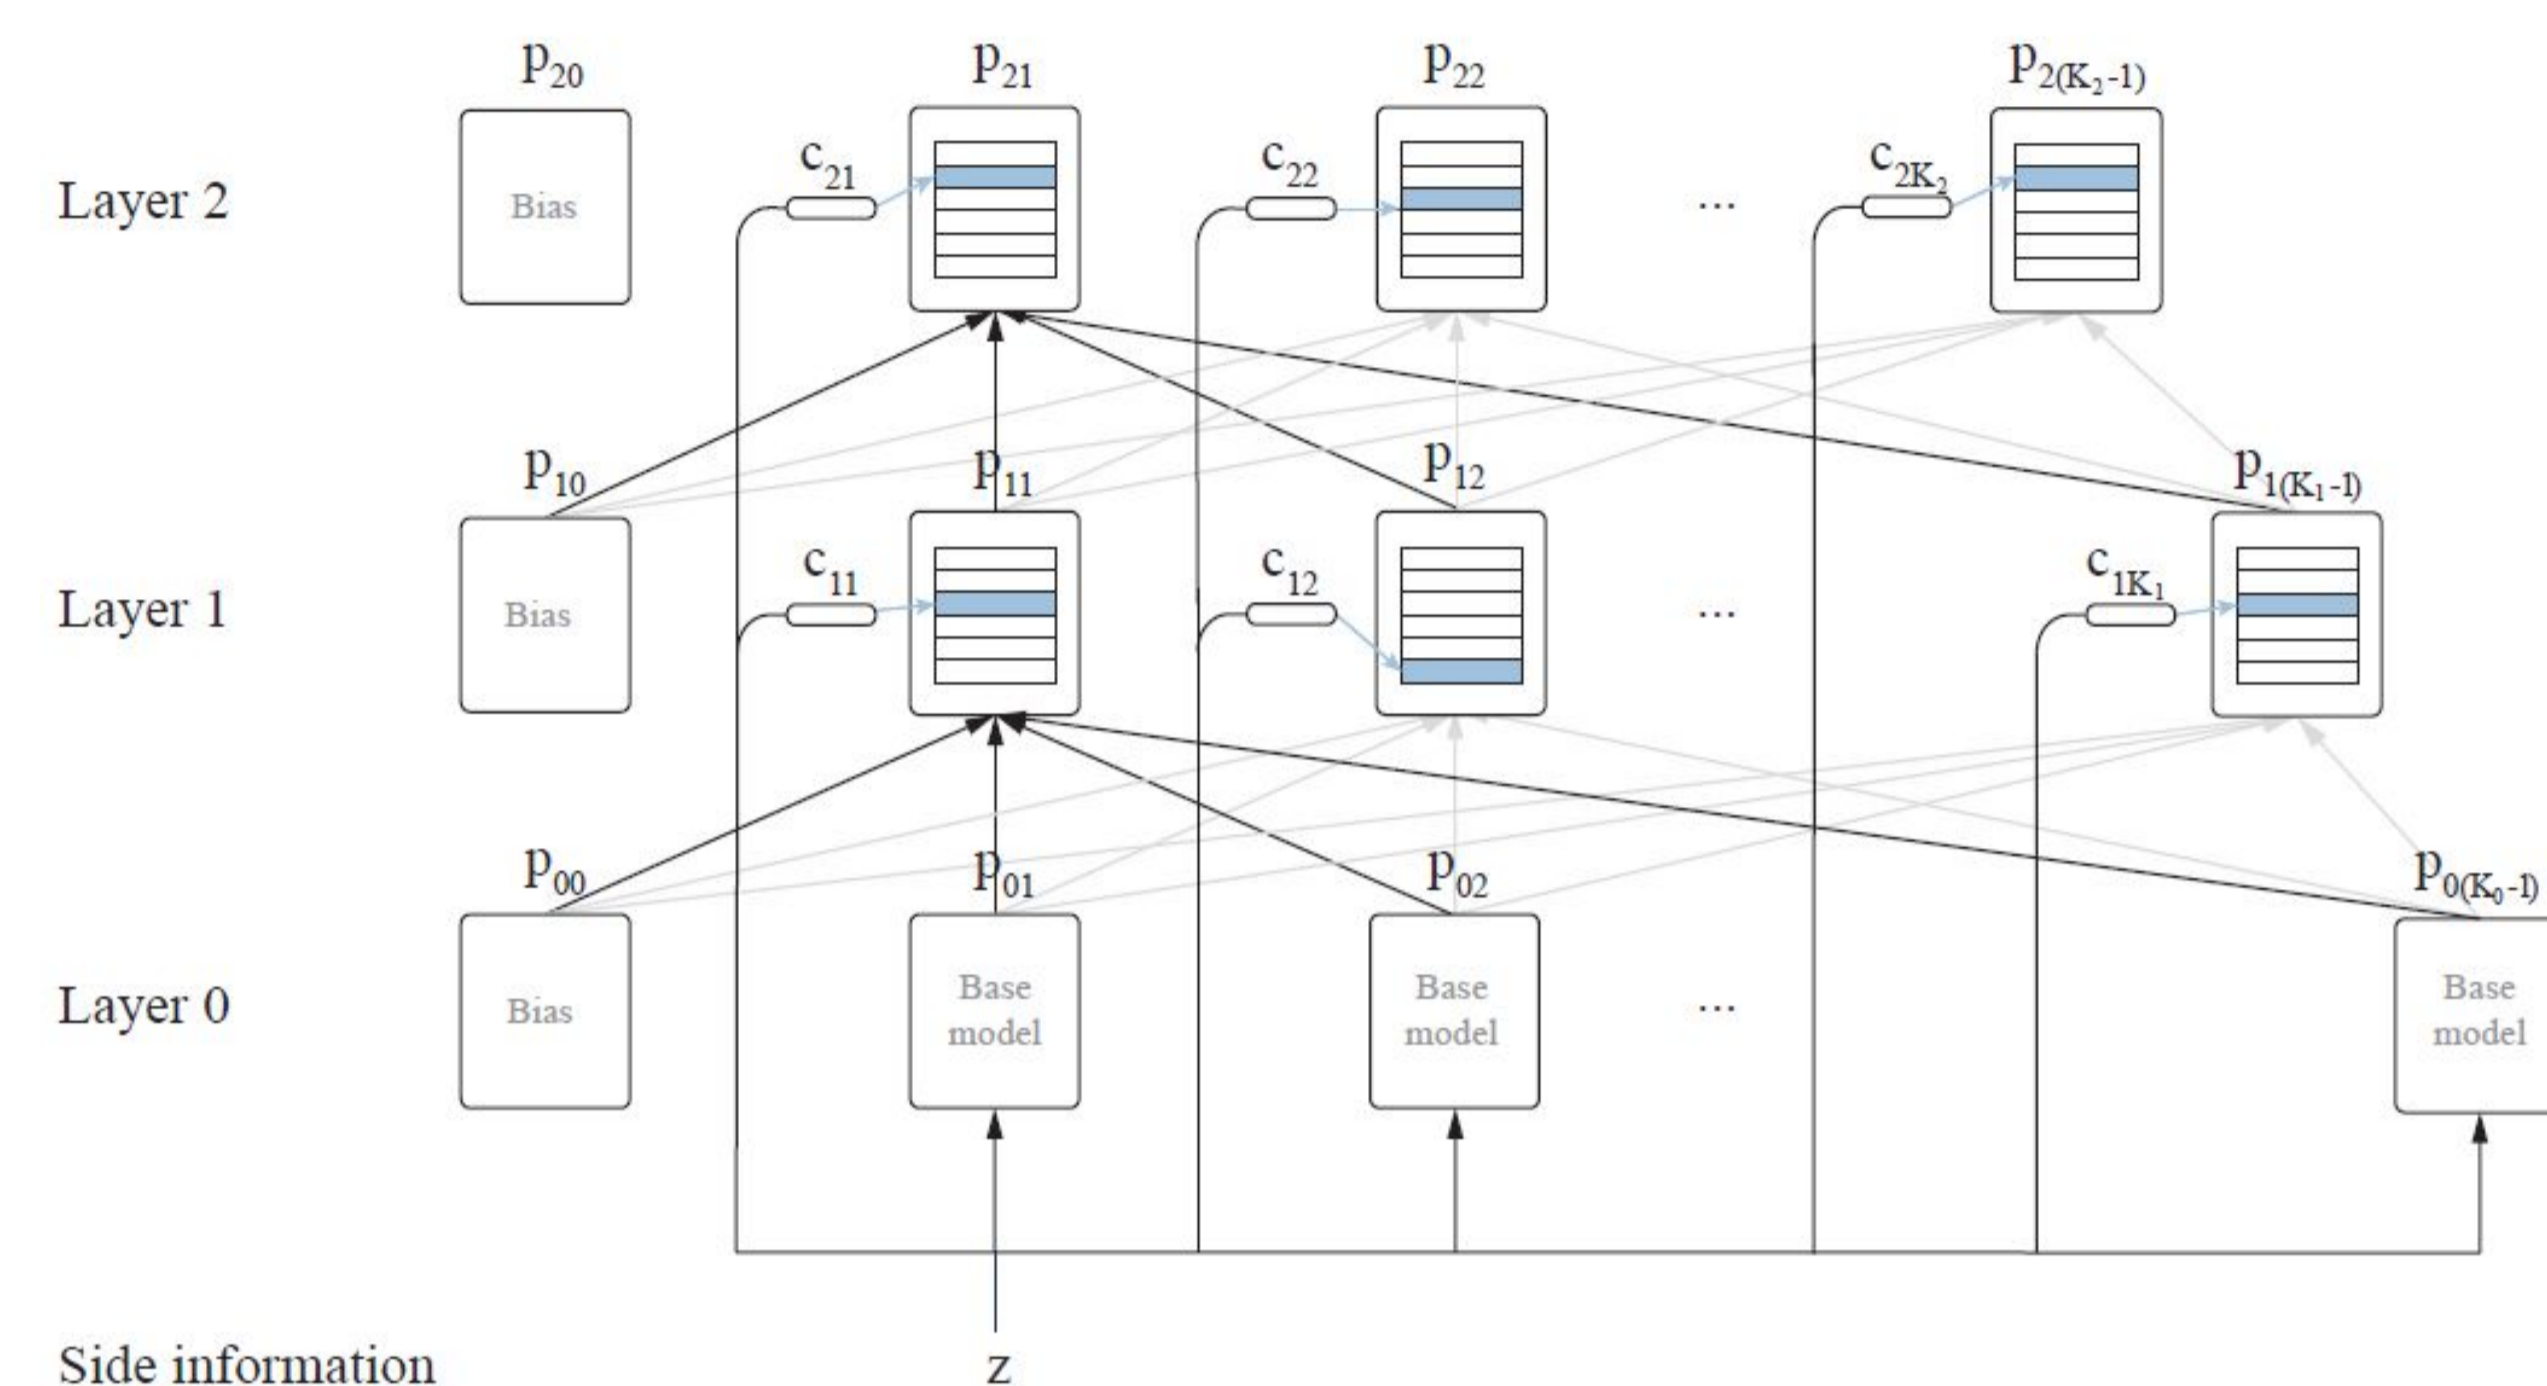 p₂₀ p₂₁ p₂₂ p₂₍K₂₋₁₎
c₂₁ c₂₂ c₂K₂
Layer 2 Bias ...
p₁₀ p₁₁ p₁₂ p₁₍K₁₋₁₎
c₁₁ c₁₂ c₁K₁
Layer 1 Bias ...
p₀₀ p₀₁ p₀₂ p₀₍K₀₋₁₎
Layer 0 Bias Base model Base model ... Base model
Side information z